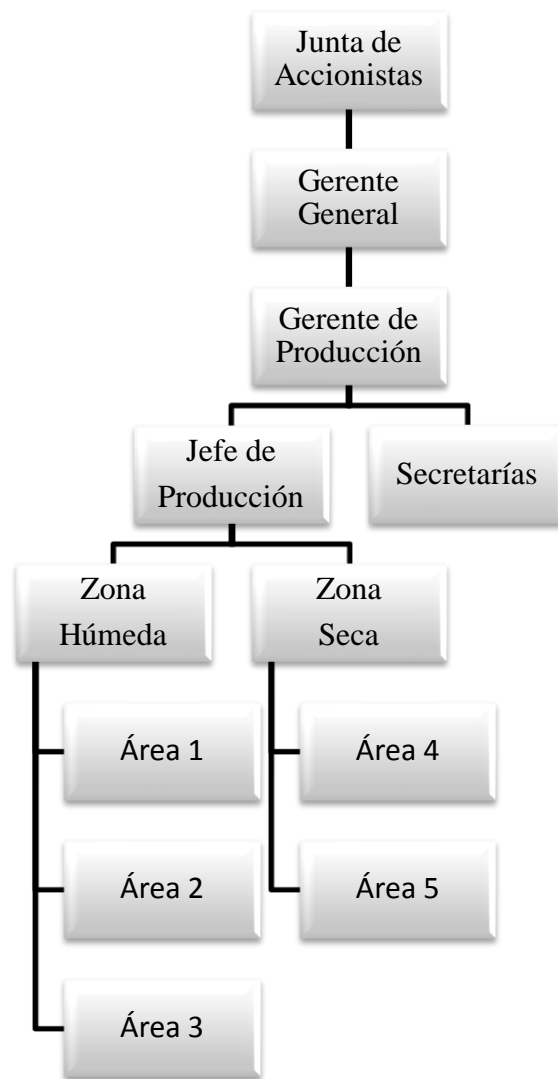 Junta de
Accionistas
Gerente
General
Gerente de
Producción
Jefe de
Producción
Secretarías
Zona
Húmeda
Zona
Seca
Área 1
Área 4
Área 2
Área 5
Área 3